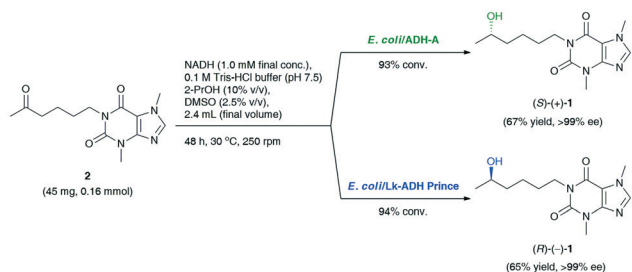 OH
O
N
N
O
N
N
E. coli/ADH-A
93% conv.
(S)-(+)-1
(67% yield, >99% ee)
NADH (1.0 mM final conc.),
0.1 M Tris-HCl buffer (pH 7.5)
2-PrOH (10% v/v),
DMSO (2.5% v/v),
2.4 mL (final volume)
48 h, 30 °C, 250 rpm
O
O
N
N
O
N
N
2
(45 mg, 0.16 mmol)
E. coli/Lk-ADH Prince
94% conv.
OH
O
N
N
O
N
N
(R)-(–)-1
(65% yield, >99% ee)